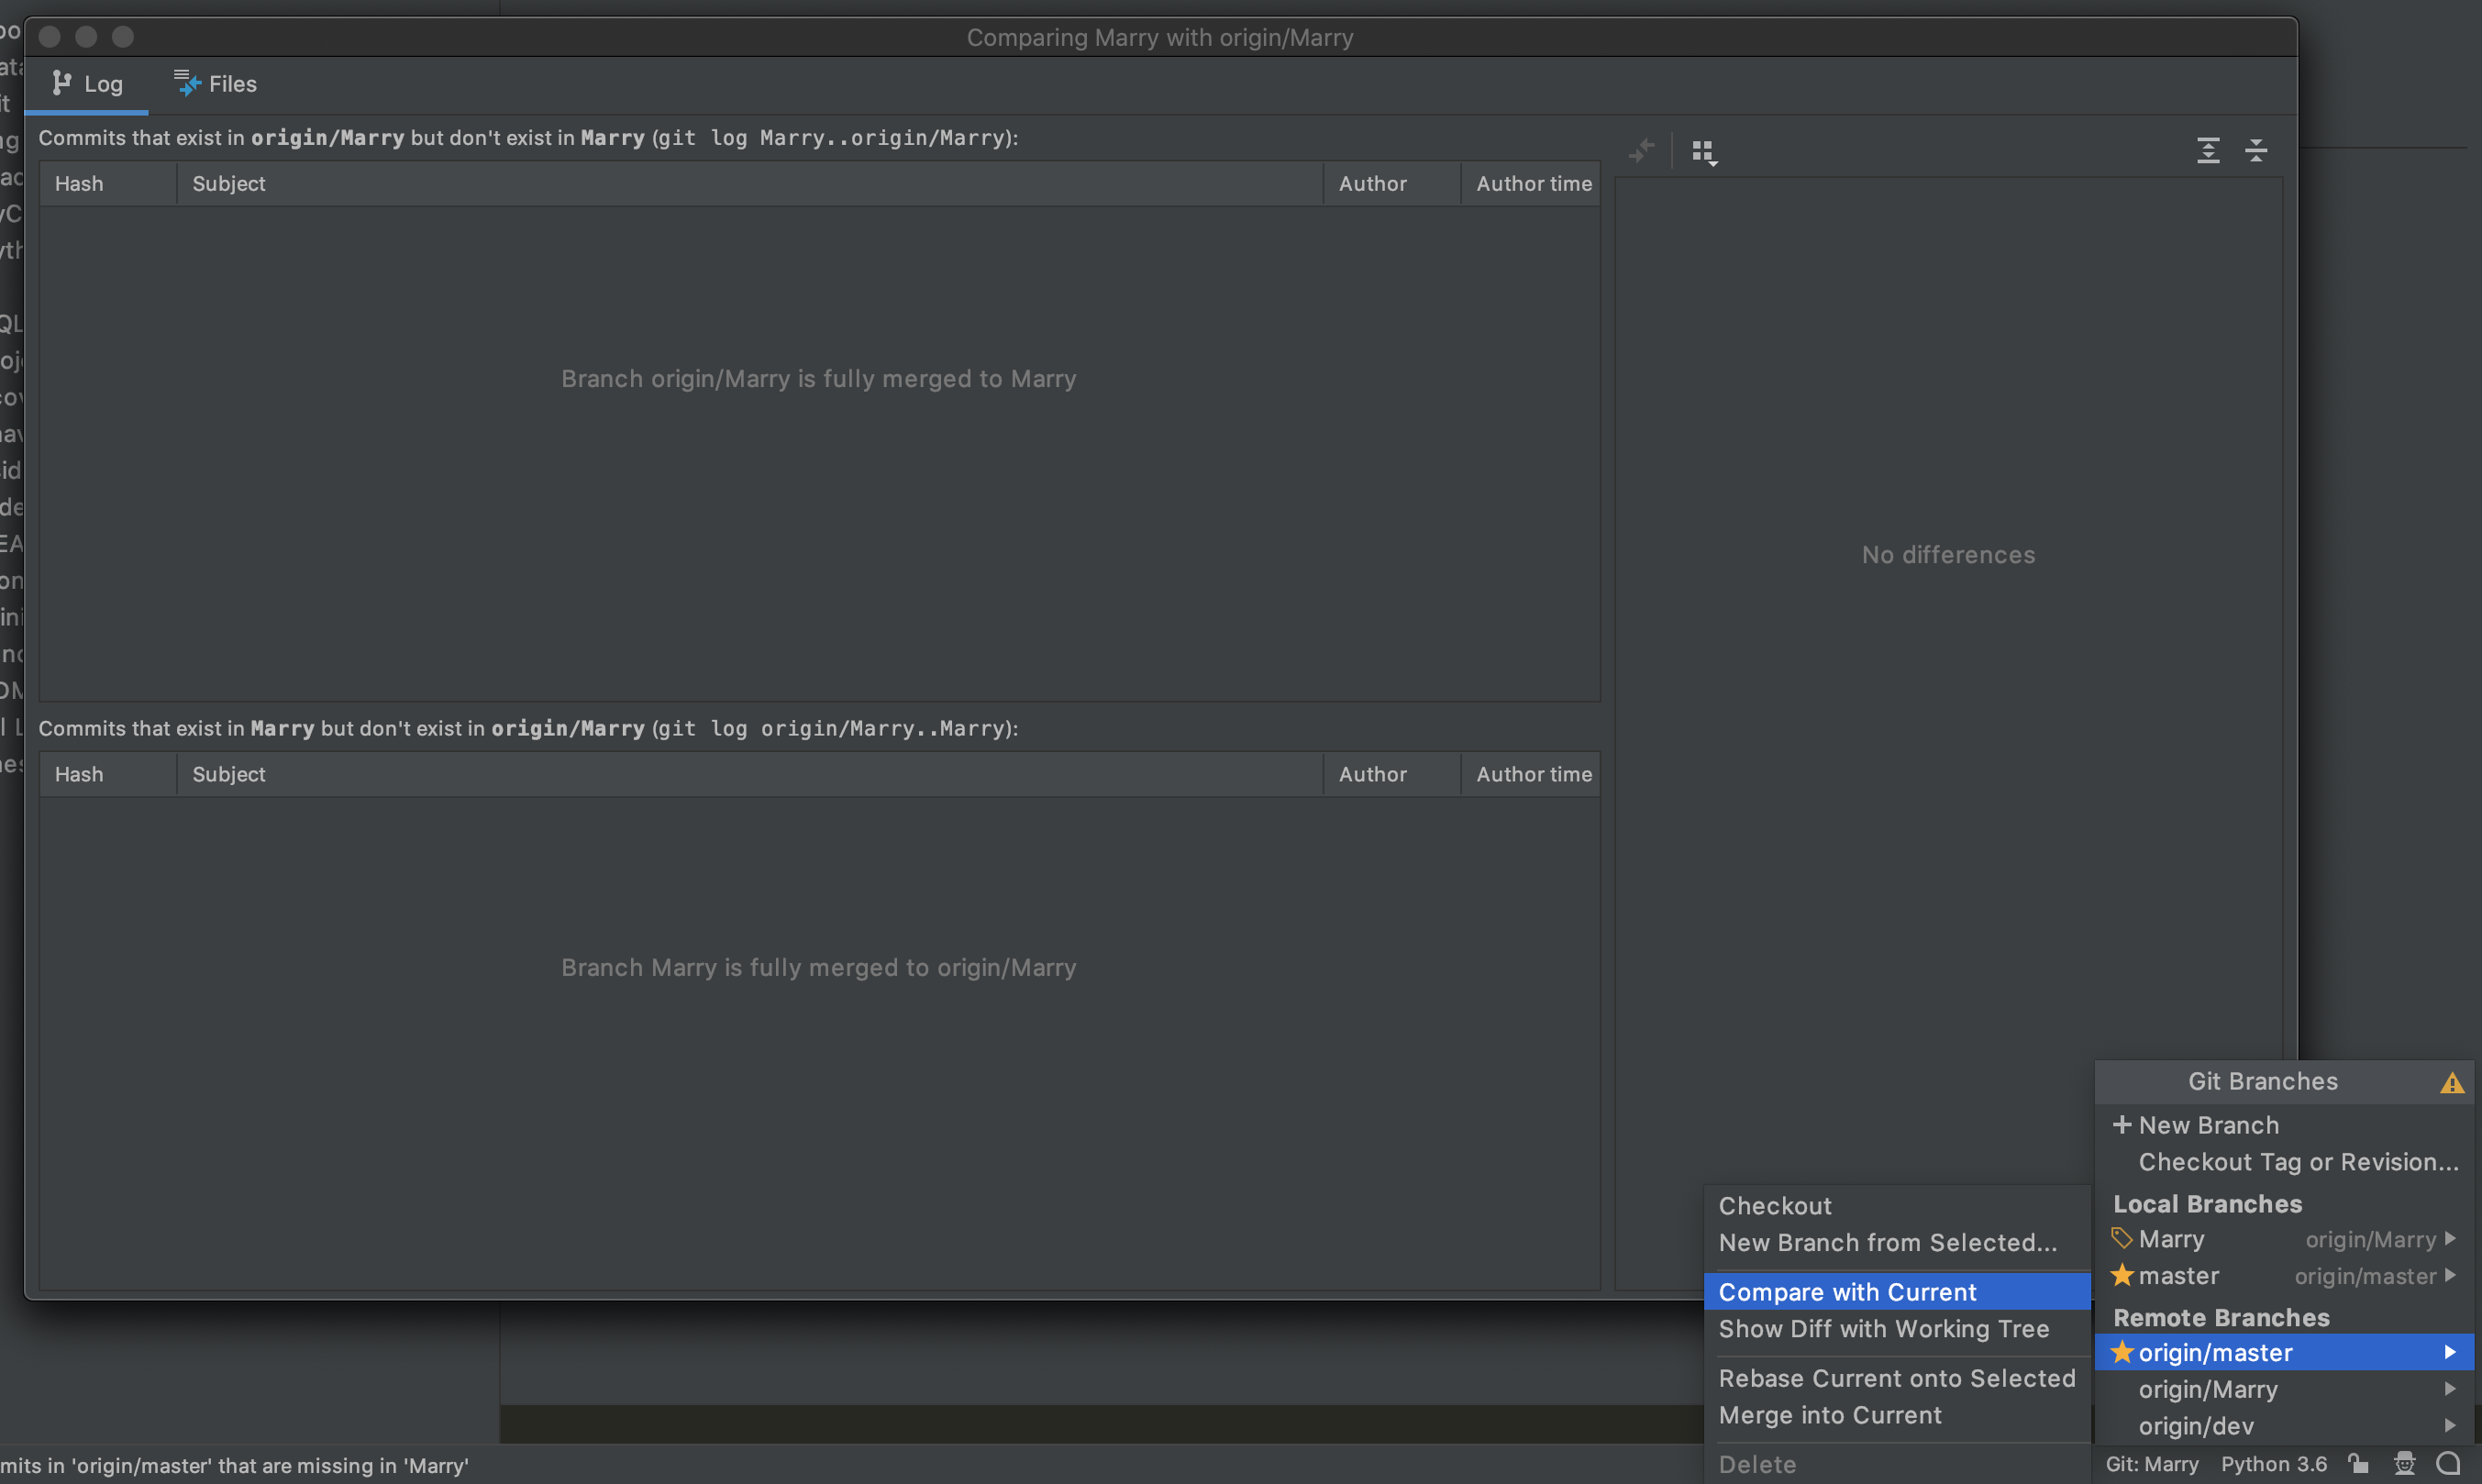 Comparing Marry with origin/Marry
Log Files
Commits that exist in origin/Marry but don't exist in Marry (git log Marry..origin/Marry):
Hash Subject Author Author time
Branch origin/Marry is fully merged to Marry
No differences
Commits that exist in Marry but don't exist in origin/Marry (git log origin/Marry..Marry):
Hash Subject Author Author time
Branch Marry is fully merged to origin/Marry
Git Branches
New Branch
Checkout Tag or Revision...
Local Branches
Marry origin/Marry
master origin/master
Remote Branches
origin/master
origin/Marry
origin/dev
Checkout
New Branch from Selected...
Compare with Current
Show Diff with Working Tree
Rebase Current onto Selected
Merge into Current
Delete
mits in 'origin/master' that are missing in 'Marry'
Git: Marry Python 3.6